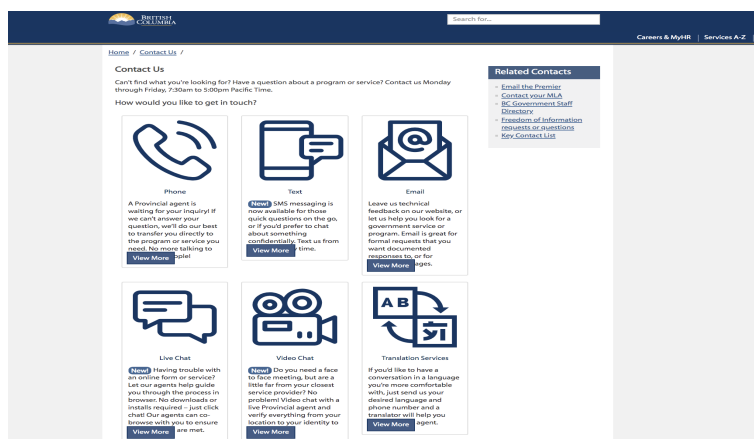 BRITISH
COLUMBIA
Search for...
Careers & MyHR | Services A-Z |
Home / Contact Us /
Contact Us
Can't find what you're looking for? Have a question about a program or service? Contact us Monday
through Friday, 7:30am to 5:00pm Pacific Time.
How would you like to get in touch?
Phone
A Provincial agent is
waiting for your inquiry! If
we can't answer your
question, we'll do our best
to transfer you directly to
the program or service you
need. No more talking to
View More
Text
New! SMS messaging is
now available for those
quick questions on the go,
or if you'd prefer to chat
about something
confidentially. Text us from
View More time.
Email
Leave us technical
feedback on our website, or
let us help you look for a
government service or
program. Email is great for
formal requests that you
want documented
responses to, or for
View More
Live Chat
New! Having trouble with
an online form or service?
Let our agents help guide
you through the process in
browser. No downloads or
installs required – just click
chat! Our agents can co-
browse with you to ensure
View More are met.
Video Chat
New! Do you need a face
to face meeting, but are a
little far from your closest
service provider? No
problem! Video chat with a
live Provincial agent and
verify everything from your
location to your identity to
View More
Translation Services
AB
If you'd like to have a
conversation in a language
you're more comfortable
with, just send us your
desired language and
phone number and a
translator will help you
View More agent.
Related Contacts
» Email the Premier
» Contact your MLA
» BC Government Staff
Directory
» Freedom of Information
requests or questions
» Key Contact List